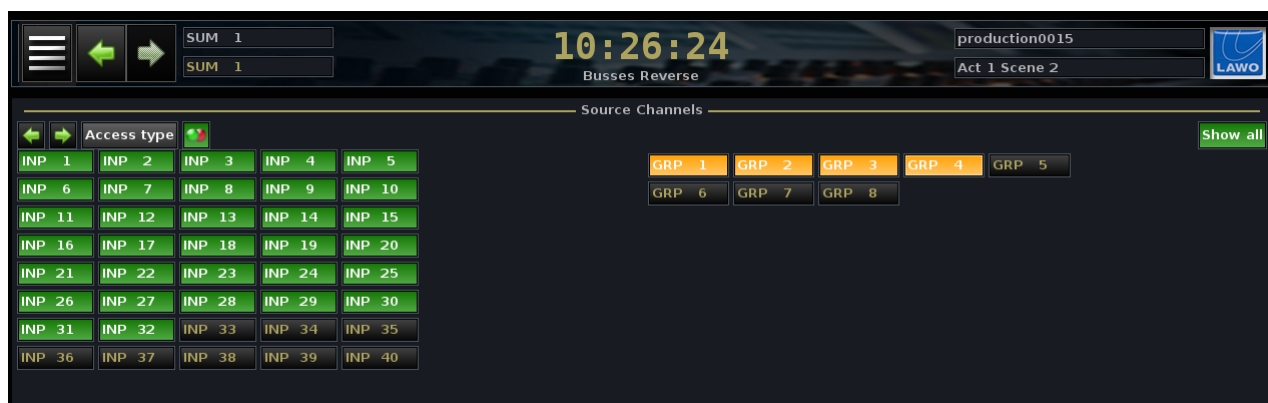 SUM 1
SUM 1
10:26:24
Busses Reverse
production0015
Act 1 Scene 2
LAWO
Source Channels
Access type
Show all
INP 1 INP 2 INP 3 INP 4 INP 5
GRP 1 GRP 2 GRP 3 GRP 4 GRP 5
INP 6 INP 7 INP 8 INP 9 INP 10
GRP 6 GRP 7 GRP 8
INP 11 INP 12 INP 13 INP 14 INP 15
INP 16 INP 17 INP 18 INP 19 INP 20
INP 21 INP 22 INP 23 INP 24 INP 25
INP 26 INP 27 INP 28 INP 29 INP 30
INP 31 INP 32 INP 33 INP 34 INP 35
INP 36 INP 37 INP 38 INP 39 INP 40